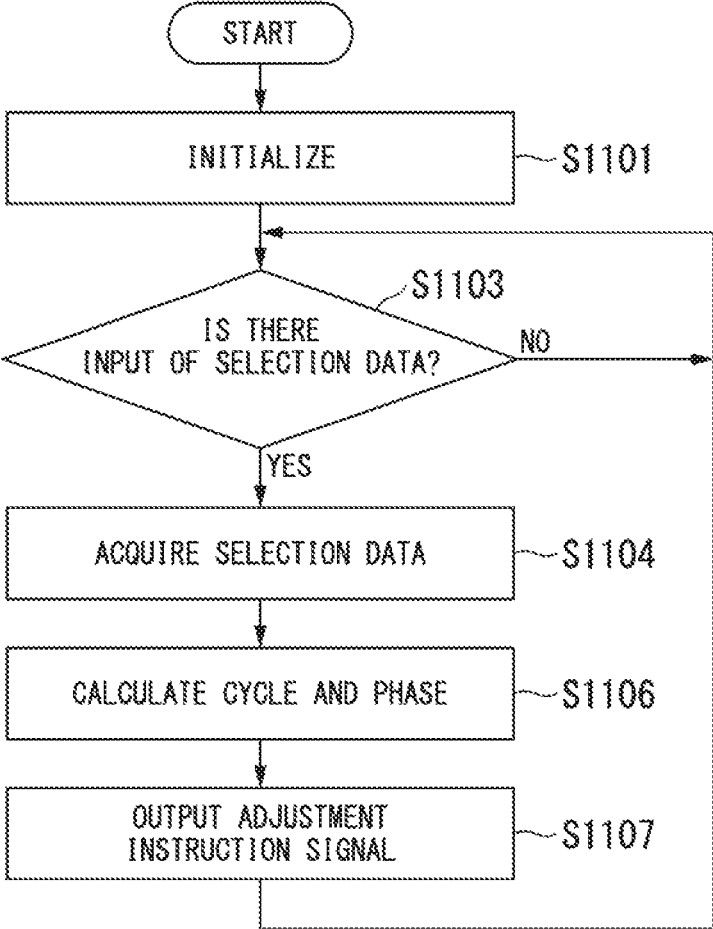 START
INITIALIZE
S1101
S1103
IS THERE
INPUT OF SELECTION DATA?
NO
YES
ACQUIRE SELECTION DATA
S1104
CALCULATE CYCLE AND PHASE
S1106
OUTPUT ADJUSTMENT
INSTRUCTION SIGNAL
S1107